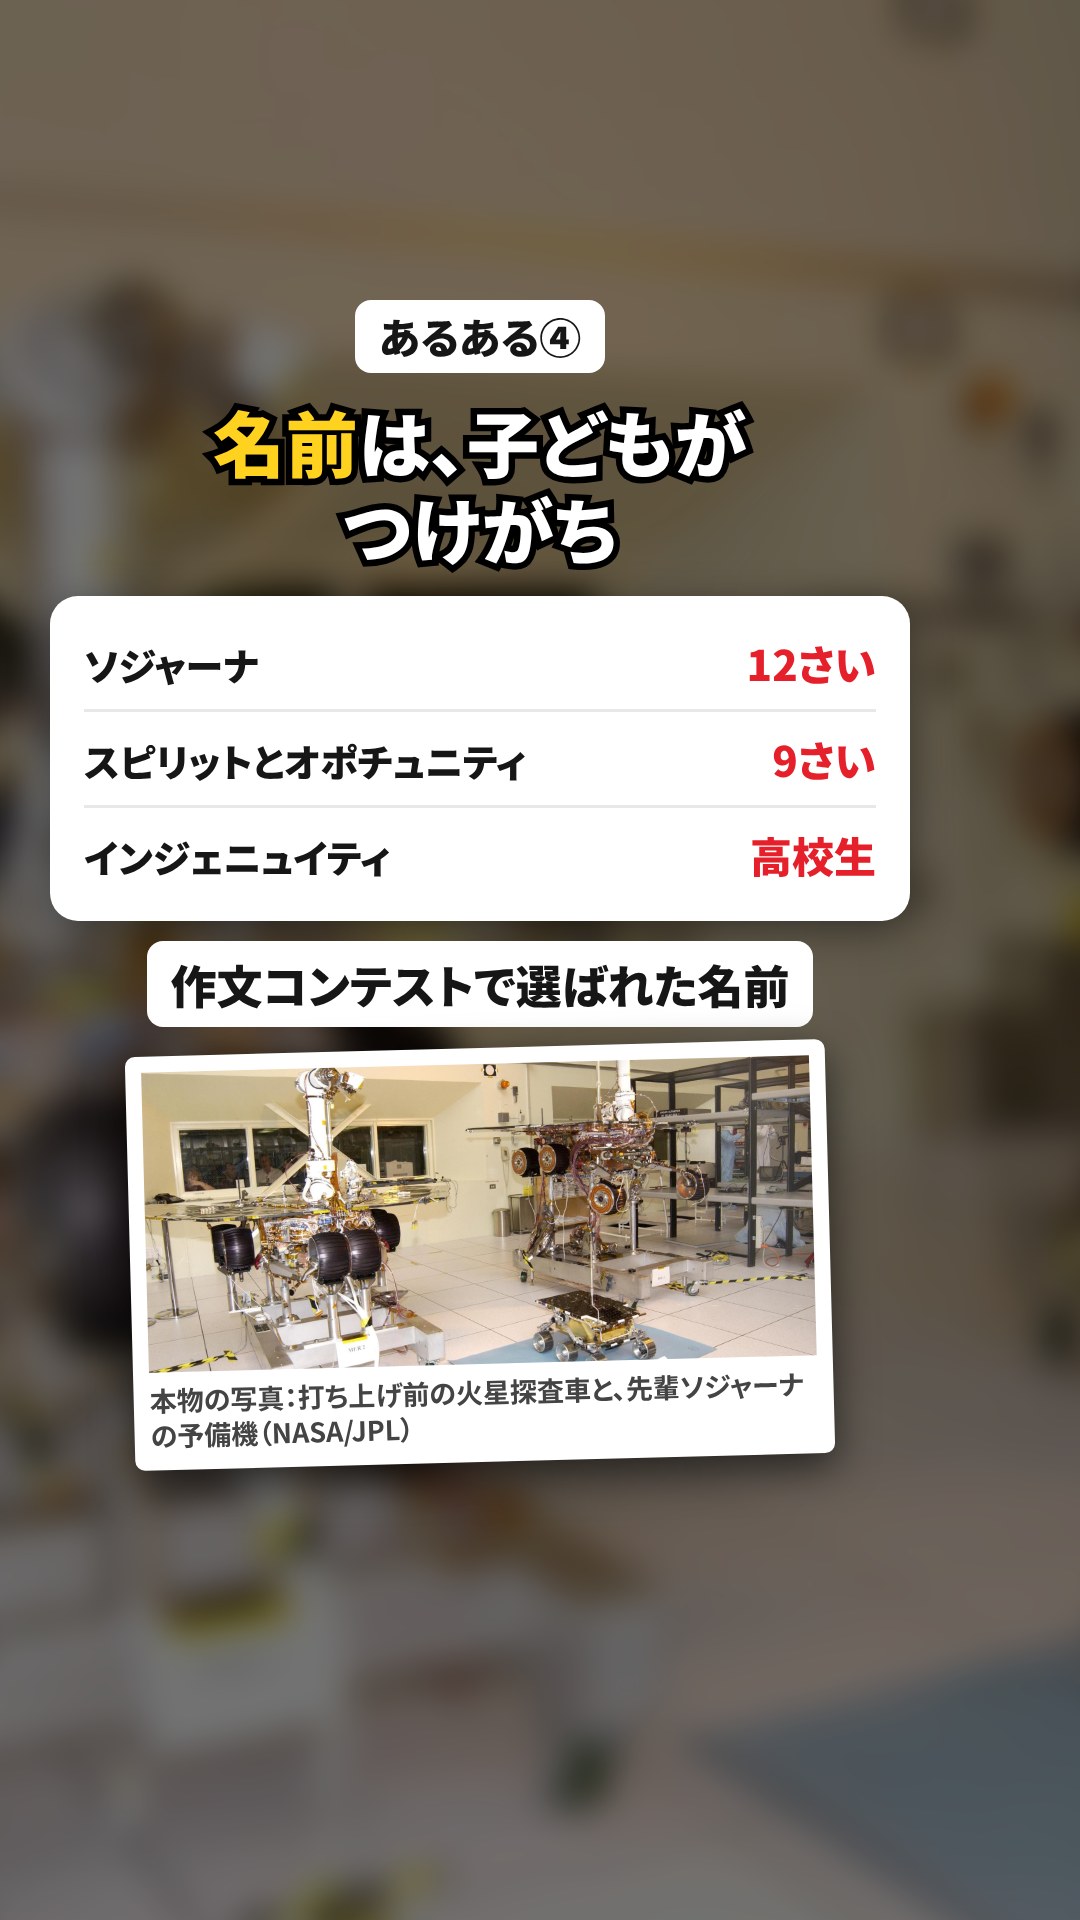 あるある④
名前は、子どもが
つけがち
ソジャーナ 12さい
スピリットとオポチュニティ 9さい
インジェニュイティ 高校生
作文コンテストで選ばれた名前
本物の写真：打ち上げ前の火星探査車と、先輩ソジャーナ
の予備機（NASA/JPL）